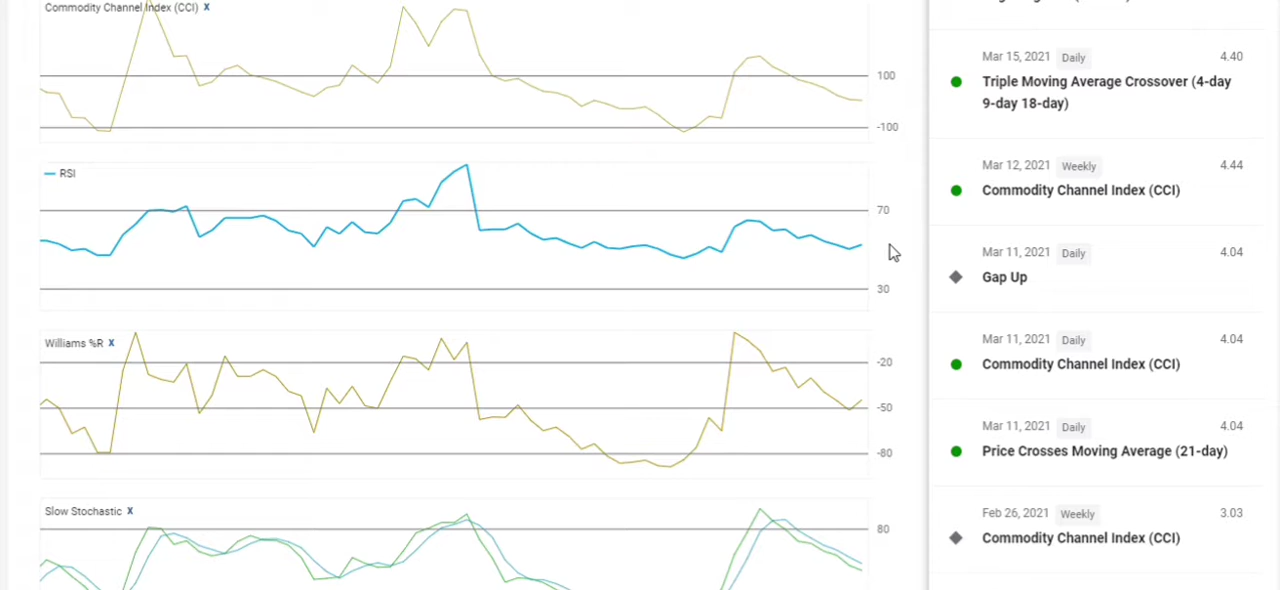 Commodity Channel Index (CCI) X
100
-100
RSI
70
30
Williams %R X
-20
-50
-80
Slow Stochastic X
80
Mar 15, 2021 Daily 4.40
Triple Moving Average Crossover (4-day
9-day 18-day)
Mar 12, 2021 Weekly 4.44
Commodity Channel Index (CCI)
Mar 11, 2021 Daily 4.04
Gap Up
Mar 11, 2021 Daily 4.04
Commodity Channel Index (CCI)
Mar 11, 2021 Daily 4.04
Price Crosses Moving Average (21-day)
Feb 26, 2021 Weekly 3.03
Commodity Channel Index (CCI)